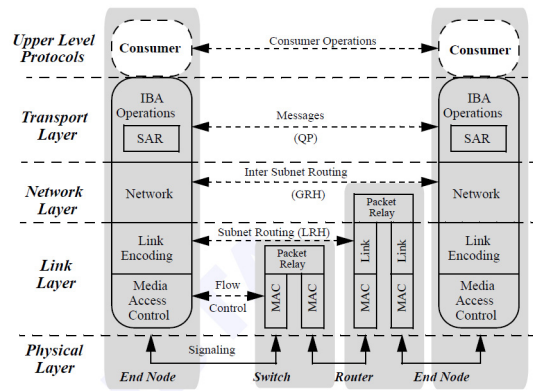 Upper Level
Protocols
Consumer
Consumer Operations
Consumer
Transport
Layer
IBA
Operations
SAR
Messages
(QP)
IBA
Operations
SAR
Network
Layer
Network
Inter Subnet Routing
(GRH)
Network
Packet
Relay
Link
Layer
Link
Encoding
Subnet Routing (LRH)
Link
Link
Link
Encoding
Packet
Relay
Media
Access
Control
Flow
Control
MAC
MAC
MAC
MAC
Media
Access
Control
Physical
Layer
Signaling
End Node
Switch
Router
End Node